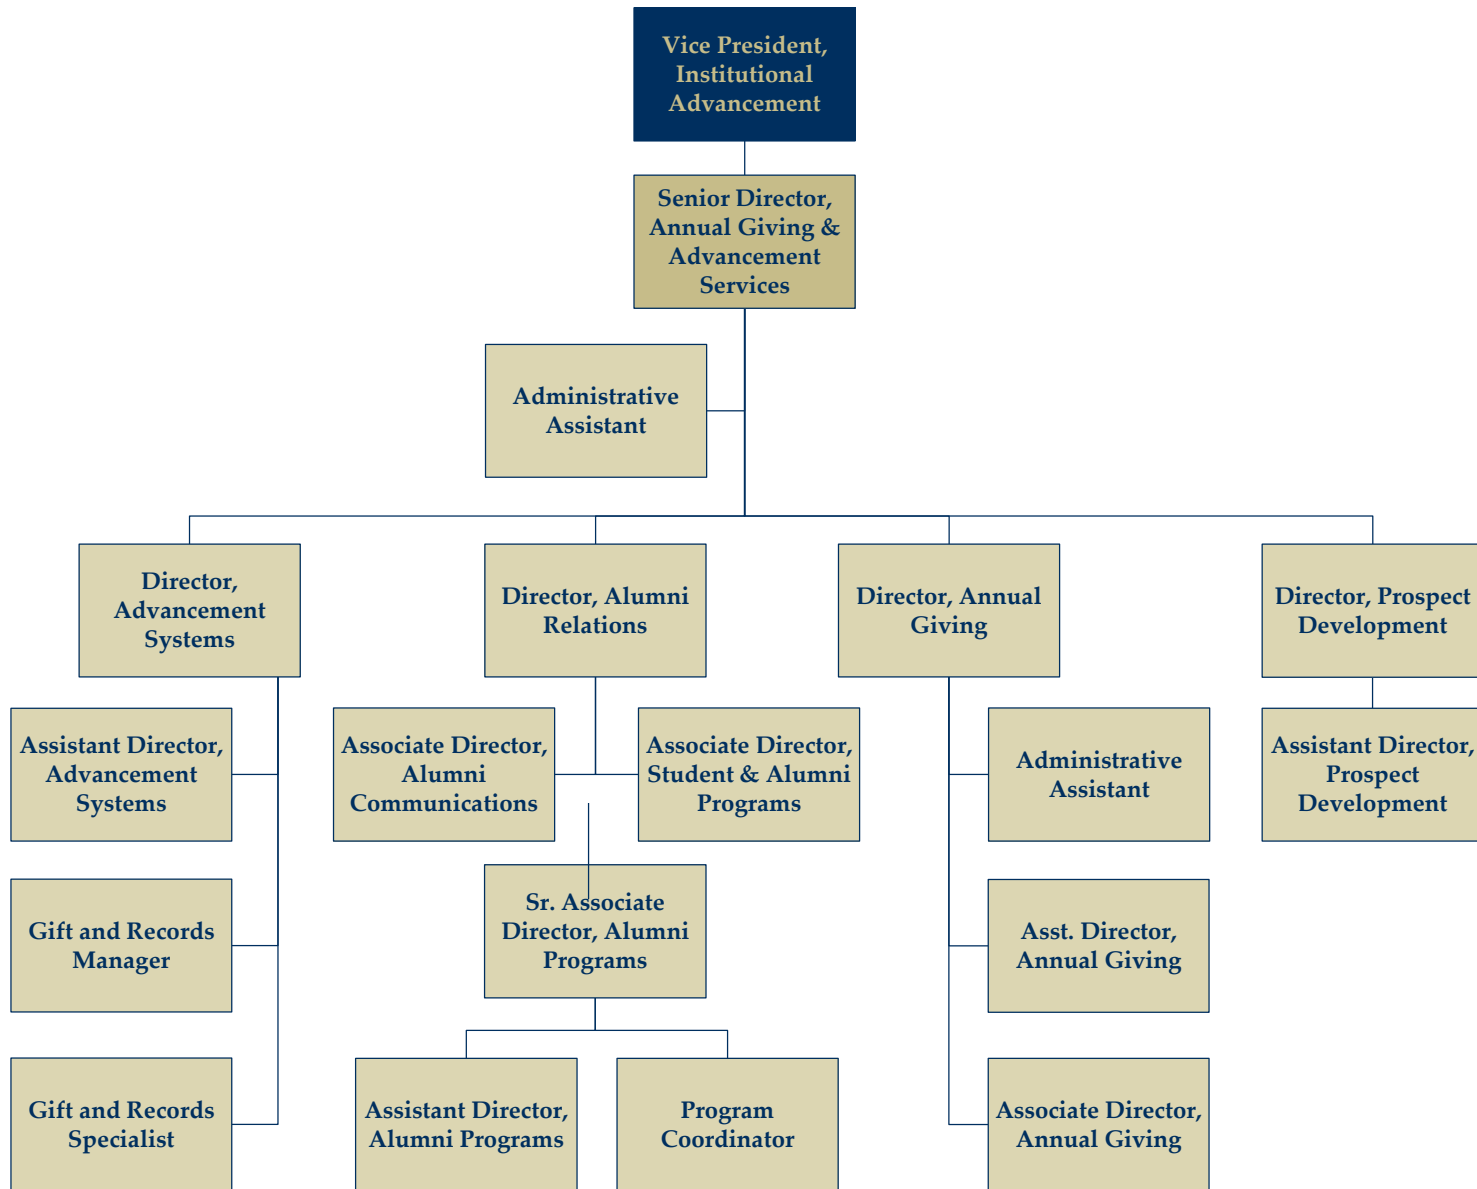 Vice President,
Institutional
Advancement
Senior Director,
Annual Giving &
Advancement
Services
Administrative
Assistant
Director,
Advancement
Systems
Director, Alumni
Relations
Director, Annual
Giving
Director, Prospect
Development
Assistant Director,
Advancement
Systems
Associate Director,
Alumni
Communications
Associate Director,
Student & Alumni
Programs
Administrative
Assistant
Assistant Director,
Prospect
Development
Gift and Records
Manager
Sr. Associate
Director, Alumni
Programs
Asst. Director,
Annual Giving
Gift and Records
Specialist
Assistant Director,
Alumni Programs
Program
Coordinator
Associate Director,
Annual Giving